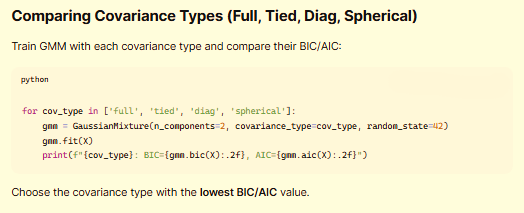 Comparing Covariance Types (Full, Tied, Diag, Spherical)
Train GMM with each covariance type and compare their BIC/AIC:
python
for cov_type in ['full', 'tied', 'diag', 'spherical']:
    gmm = GaussianMixture(n_components=2, covariance_type=cov_type, random_state=42)
    gmm.fit(X)
    print(f"{cov_type}: BIC={gmm.bic(X):.2f}, AIC={gmm.aic(X):.2f}")
Choose the covariance type with the lowest BIC/AIC value.